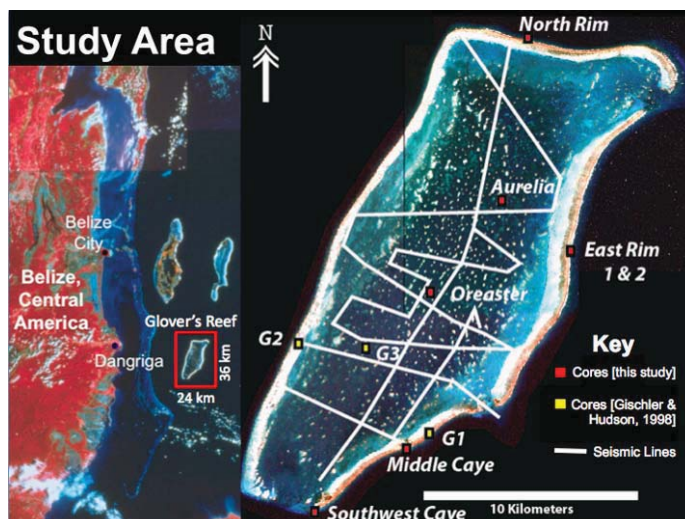 Study Area
Belize
City
Belize,
Central
America
Dangriga
Glover's Reef
36 km
24 km
N
North Rim
Aurelia
East Rim
1 & 2
Oreaster
G2
G3
G1
Middle Caye
Southwest Caye
Key
Cores [this study]
Cores [Gischler
& Hudson, 1998]
Seismic Lines
10 Kilometers